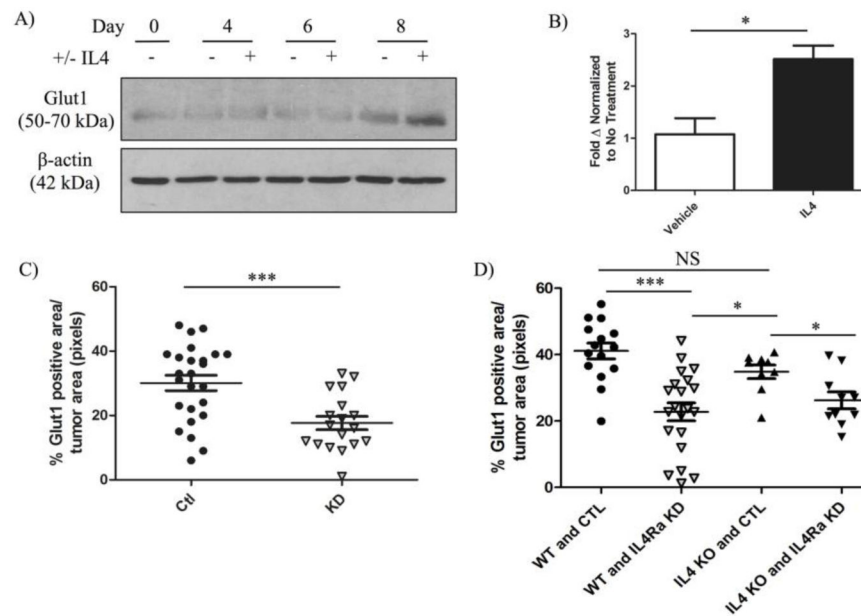 A)
Day 0 4 6 8
+/- IL4 - - + - + - +
Glut1
(50-70 kDa)
β-actin
(42 kDa)
B)
*
Fold Δ Normalized
to No Treatment
3
2
1
0
Vehicle
IL4
C)
***
% Glut1 positive area/
tumor area (pixels)
60
40
20
0
Ctl
KD
D)
NS
***
*
*
% Glut1 positive area/
tumor area (pixels)
60
40
20
0
WT and CTL
WT and IL4Ra KD
IL4 KO and CTL
IL4 KO and IL4Ra KD